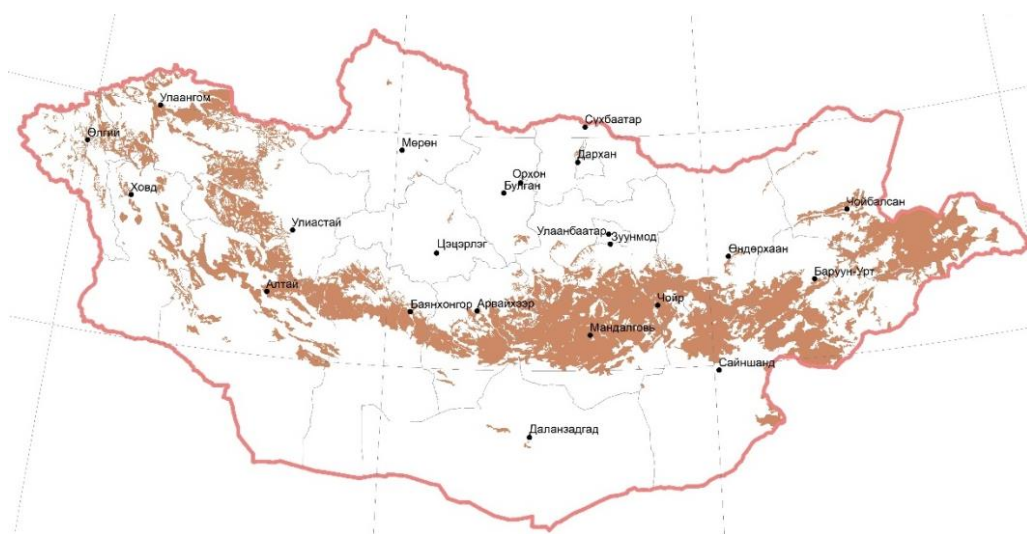 Улаангом
Өлгий
Сүхбаатар
Мөрөн
Дархан
Орхон
Булган
Ховд
Чойбалсан
Улиастай
Улаанбаатар
Зуунмод
Цэцэрлэг
Өндөрхаан
Баруун-Урт
Алтай
Баянхонгор
Арвайхээр
Чойр
Мандалговь
Сайншанд
Даланзадгад